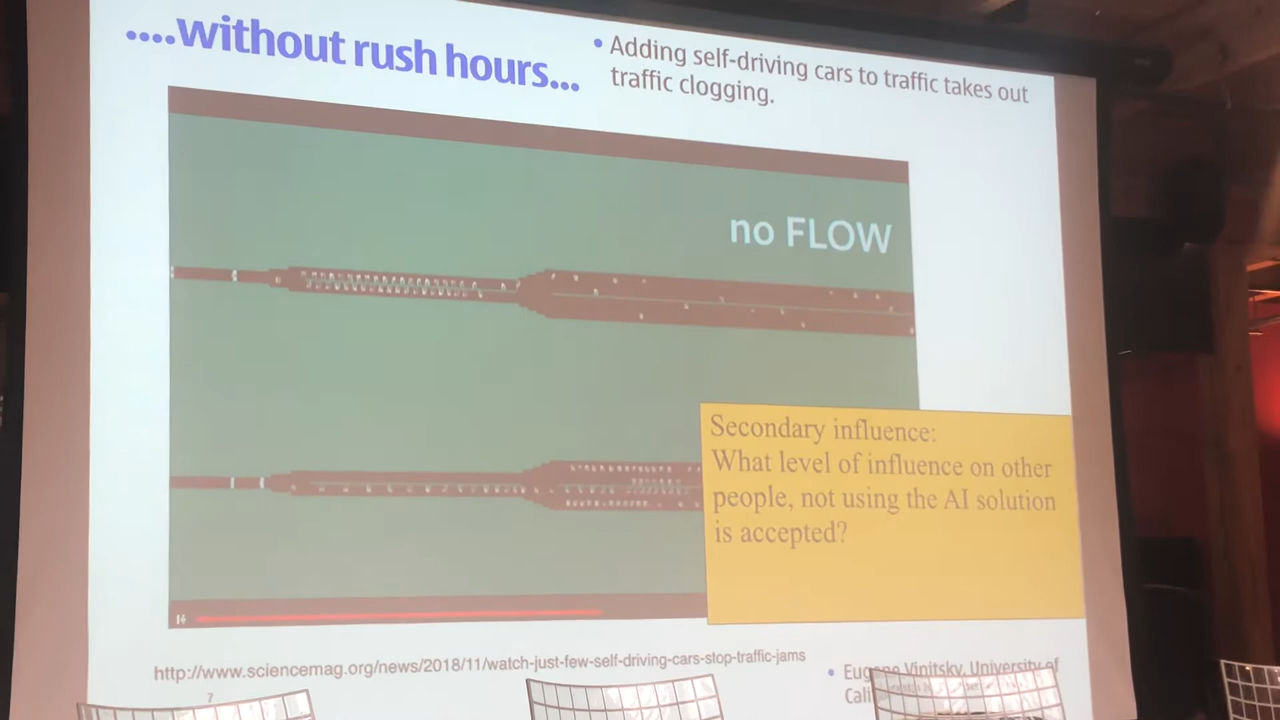 ....without rush hours...
• Adding self-driving cars to traffic takes out
traffic clogging.
no FLOW
Secondary influence:
What level of influence on other
people, not using the AI solution
is accepted?
http://www.sciencemag.org/news/2018/11/watch-just-few-self-driving-cars-stop-traffic-jams
• Eugene Vinitsky, University of
7